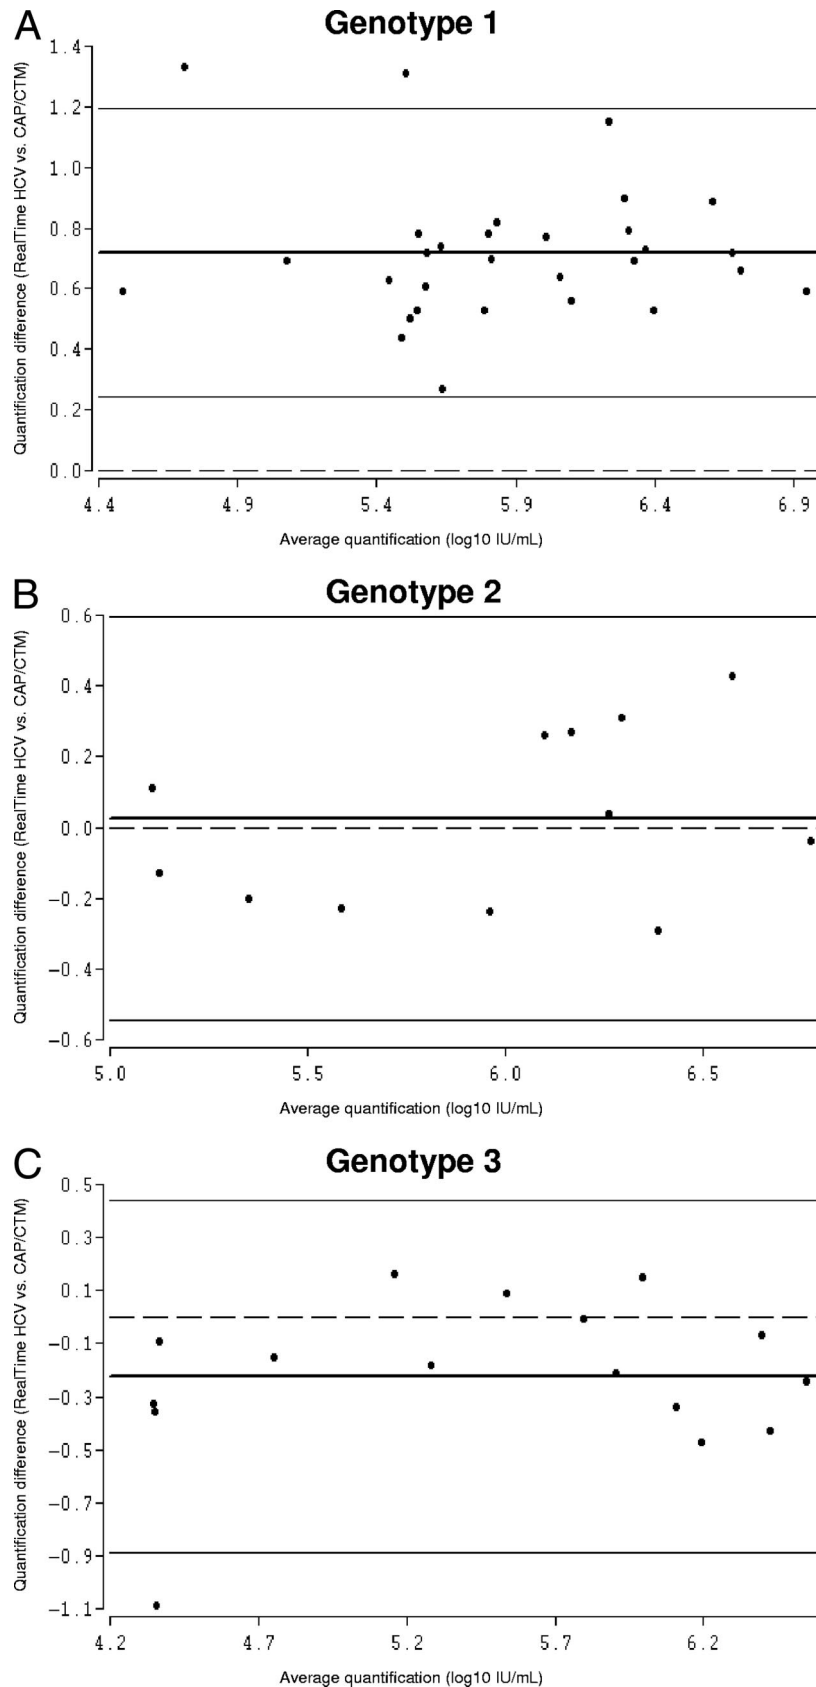 A
Genotype 1
Quantification difference (RealTime HCV vs. CAP/CTM)
1.4
1.2
1.0
0.8
0.6
0.4
0.2
0.0
4.4 4.9 5.4 5.9 6.4 6.9
Average quantification (log10 IU/mL)
B
Genotype 2
Quantification difference (RealTime HCV vs. CAP/CTM)
0.6
0.4
0.2
0.0
−0.2
−0.4
−0.6
5.0 5.5 6.0 6.5
Average quantification (log10 IU/mL)
C
Genotype 3
Quantification difference (RealTime HCV vs. CAP/CTM)
0.5
0.3
0.1
−0.1
−0.3
−0.5
−0.7
−0.9
−1.1
4.2 4.7 5.2 5.7 6.2
Average quantification (log10 IU/mL)